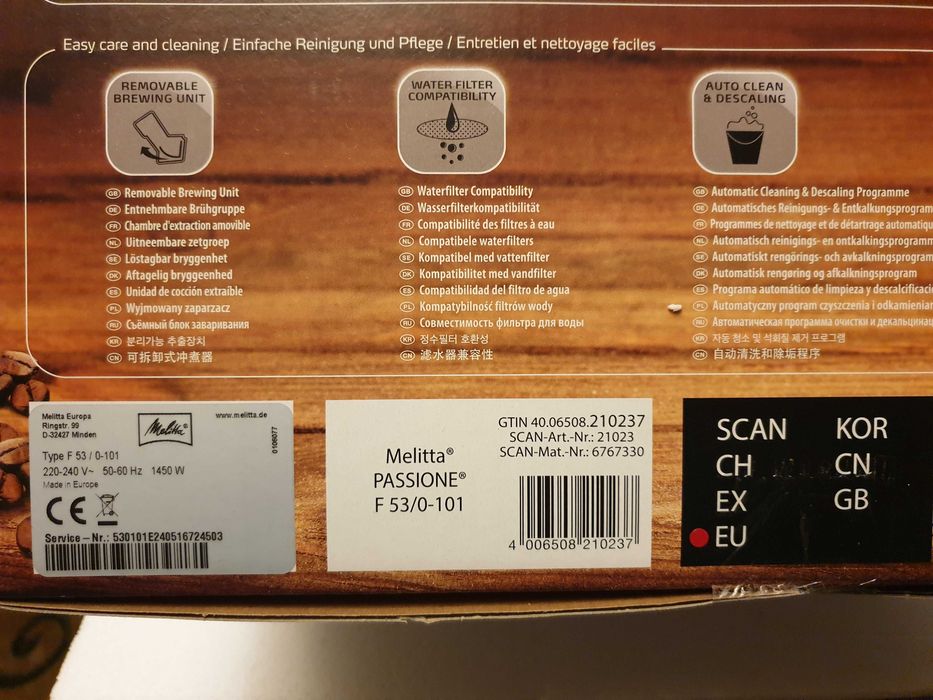 Easy care and cleaning / Einfache Reinigung und Pflege / Entretien et nettoyage faciles
REMOVABLE
BREWING UNIT
GB Removable Brewing Unit
DE Entnehmbare Brühgruppe
FR Chambre d'extraction amovible
NL Uitneembare zetgroep
SE Löstagbar bryggenhet
DK Aftagelig bryggeenhed
ES Unidad de cocción extraíble
PL Wyjmowany zaparzacz
RU Съёмный блок заваривания
KR 분리가능 추출장치
CN 可拆卸式冲煮器
WATER FILTER
COMPATIBILITY
GB Waterfilter Compatibility
DE Wasserfilterkompatibilität
FR Compatibilité des filtres à eau
NL Compatibele waterfilters
SE Kompatibel med vattenfilter
DK Kompatibilitet med vandfilter
ES Compatibilidad del filtro de agua
PL Kompatybilność filtrów wody
RU Совместимость фильтра для воды
KR 정수필터 호환성
CN 滤水器兼容性
AUTO CLEAN
& DESCALING
GB Automatic Cleaning & Descaling Programme
DE Automatisches Reinigungs- & Entkalkungsprogram
FR Programmes de nettoyage et de détartrage automatiqu
NL Automatisch reinigings- en ontkalkingsprogramm
SE Automatiskt rengörings- och avkalkningsprogram
DK Automatisk rengøring og afkalkningsprogram
ES Programa automático de limpieza y descalcificació
PL Automatyczny program czyszczenia i odkamienian
RU Автоматическая программа очистки и декальцинац
KR 자동 청소 및 석회질 제거 프로그램
CN 自动清洗和除垢程序
Melitta Europa
Ringstr. 99
D-32427 Minden
Melitta®
www.melitta.de
0108077
Type F 53 / 0-101
220-240 V~ 50-60 Hz 1450 W
Made in Europe
CE
Service – Nr.: 530101E240516724503
Melitta®
PASSIONE®
F 53/0-101
GTIN 40.06508.210237
SCAN-Art.-Nr.: 21023
SCAN-Mat.-Nr.: 6767330
4 006508 210237
SCAN KOR
CH CN
EX GB
EU